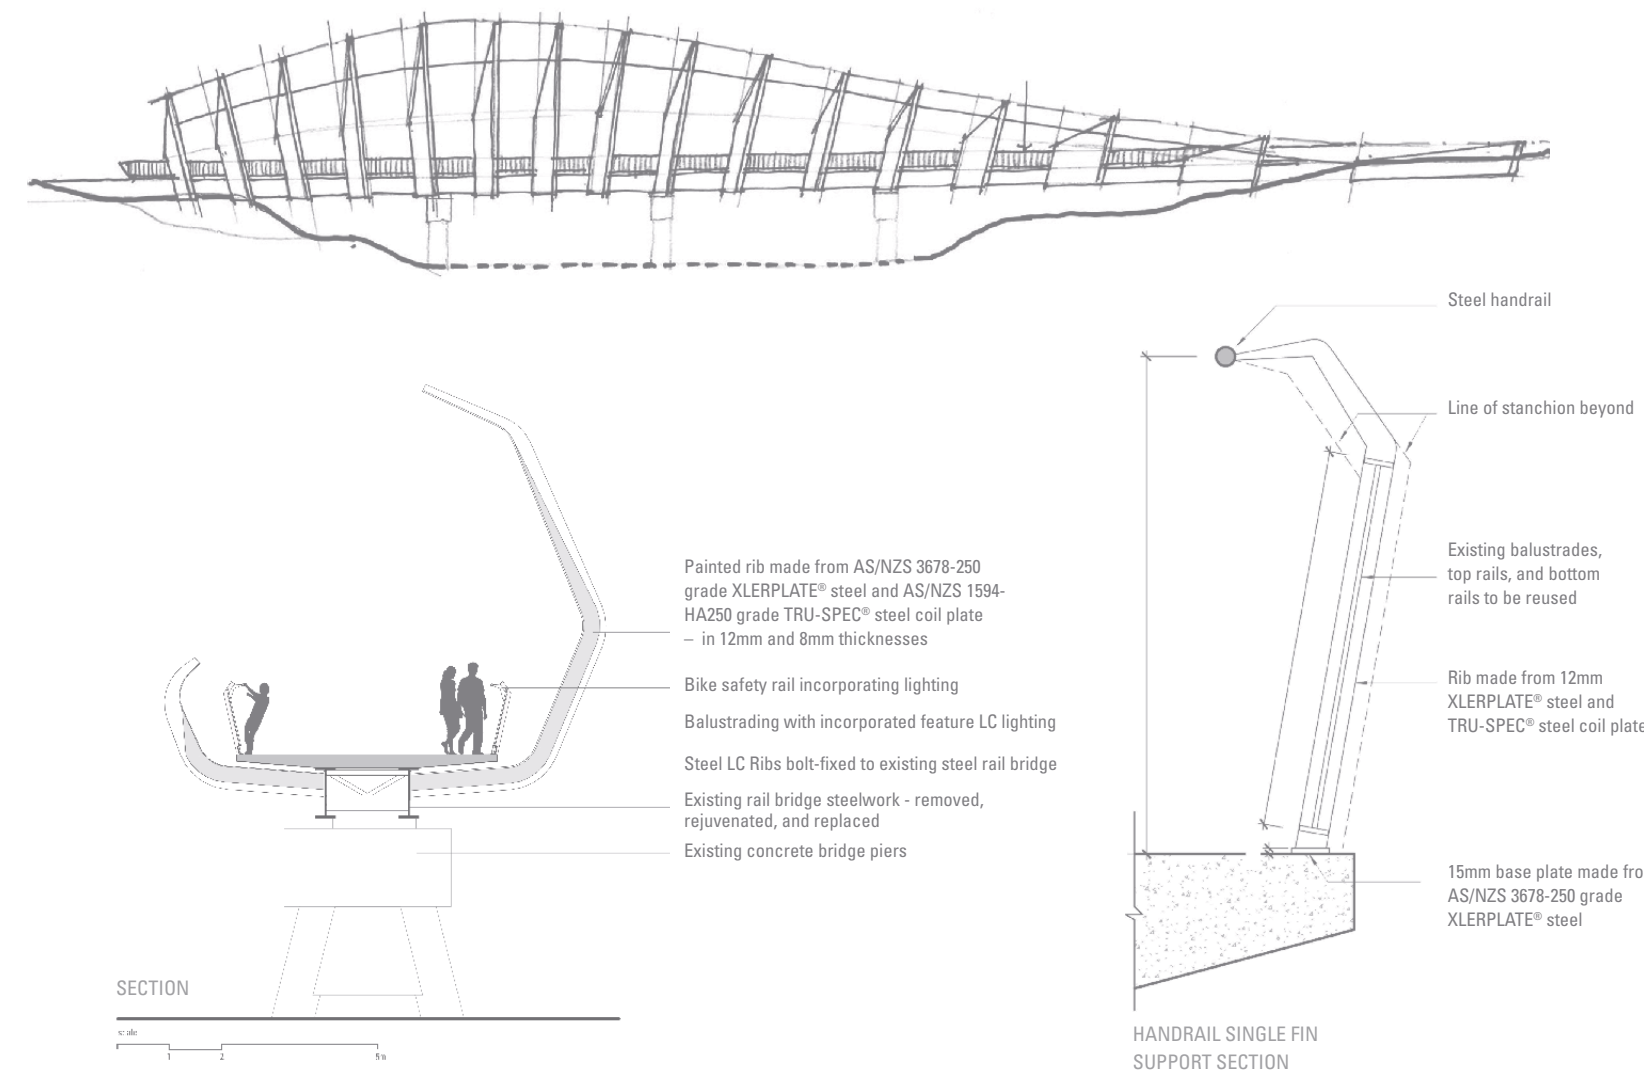 Steel handrail
Line of stanchion beyond
Painted rib made from AS/NZS 3678-250
grade XLERPLATE® steel and AS/NZS 1594-
HA250 grade TRU-SPEC® steel coil plate
– in 12mm and 8mm thicknesses
Bike safety rail incorporating lighting
Balustrading with incorporated feature LC lighting
Steel LC Ribs bolt-fixed to existing steel rail bridge
Existing rail bridge steelwork - removed,
rejuvenated, and replaced
Existing concrete bridge piers
Existing balustrades,
top rails, and bottom
rails to be reused
Rib made from 12mm
XLERPLATE® steel and
TRU-SPEC® steel coil plate
15mm base plate made fro
AS/NZS 3678-250 grade
XLERPLATE® steel
SECTION
scale
1 2 5m
HANDRAIL SINGLE FIN
SUPPORT SECTION